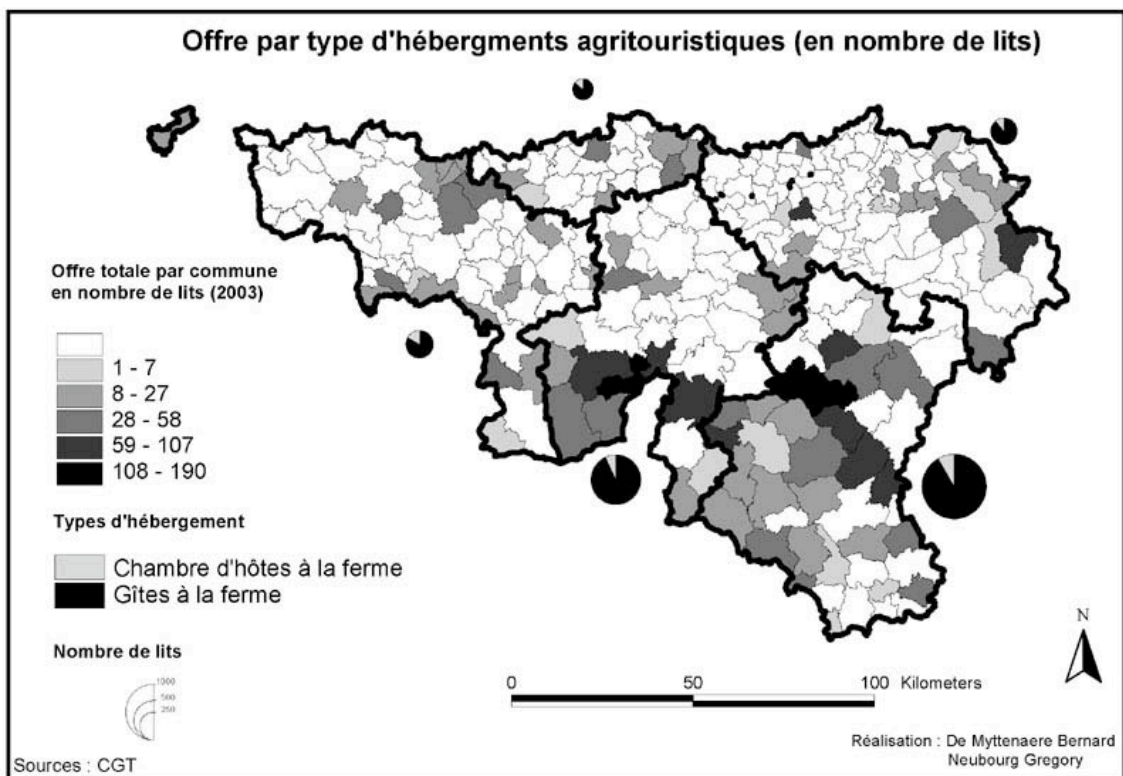 Offre par type d'hébergments agritouristiques (en nombre de lits)
Offre totale par commune
en nombre de lits (2003)
1 - 7
8 - 27
28 - 58
59 - 107
108 - 190
Types d'hébergement
Chambre d'hôtes à la ferme
Gîtes à la ferme
Nombre de lits
1000
500
250
0 50 100 Kilometers
N
Sources : CGT
Réalisation : De Myttenaere Bernard
Neubourg Gregory